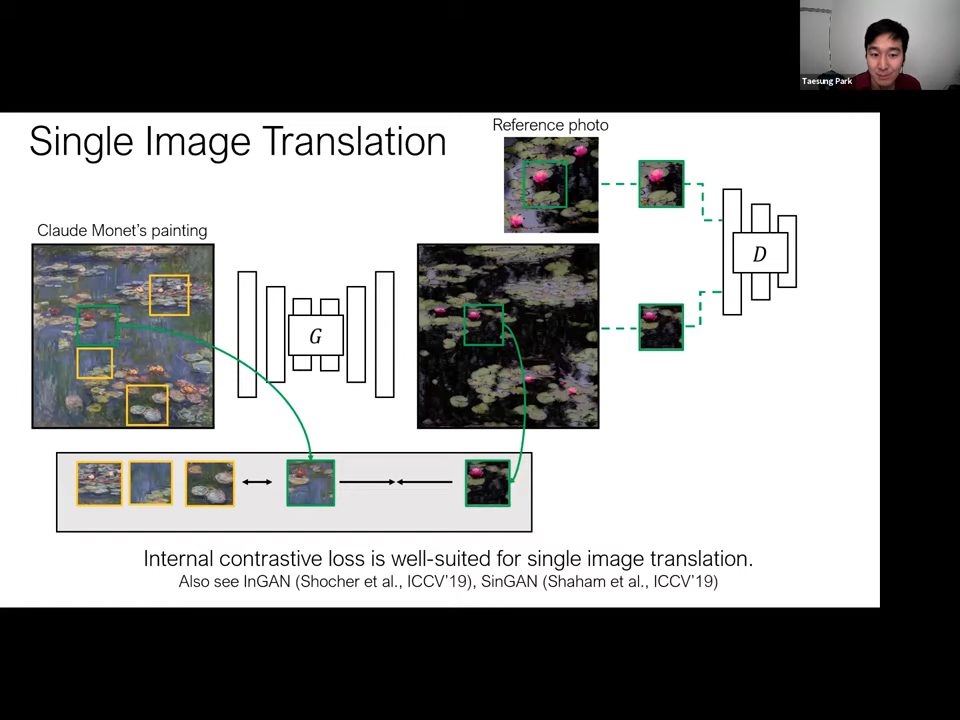 Taesung Park
Single Image Translation
Reference photo
Claude Monet's painting
D
G
Internal contrastive loss is well-suited for single image translation.
Also see InGAN (Shocher et al., ICCV'19), SinGAN (Shaham et al., ICCV'19)